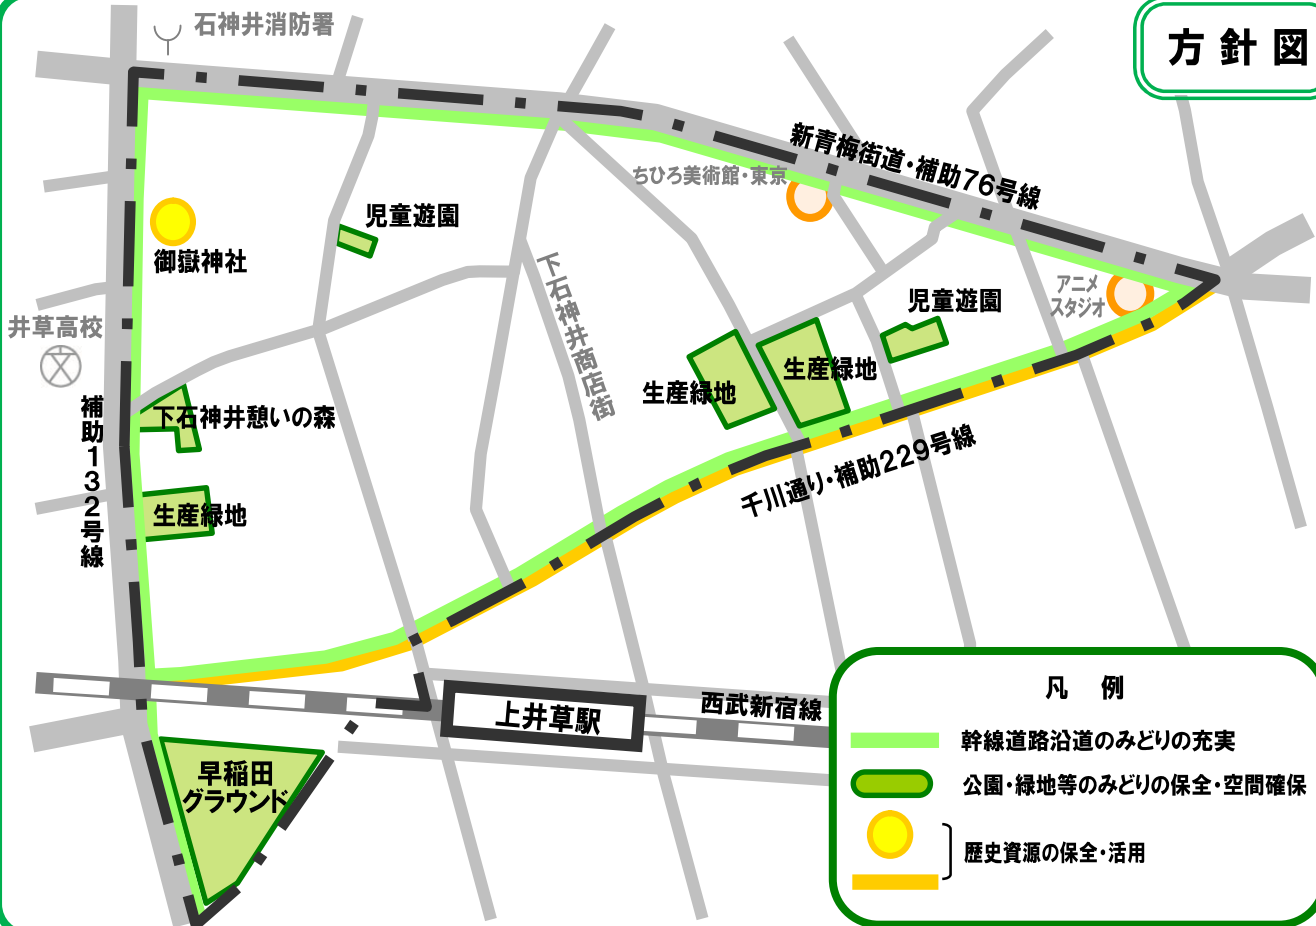 石神井消防署
方針図
新青梅街道・補助76号線
ちひろ美術館・東京
児童遊園
御嶽神社
下石神井商店街
アニメ
スタジオ
児童遊園
井草高校
文
生産緑地
生産緑地
補助132号線
下石神井憩いの森
生産緑地
千川通り・補助229号線
西武新宿線
上井草駅
早稲田
グラウンド
凡例
幹線道路沿道のみどりの充実
公園・緑地等のみどりの保全・空間確保
歴史資源の保全・活用